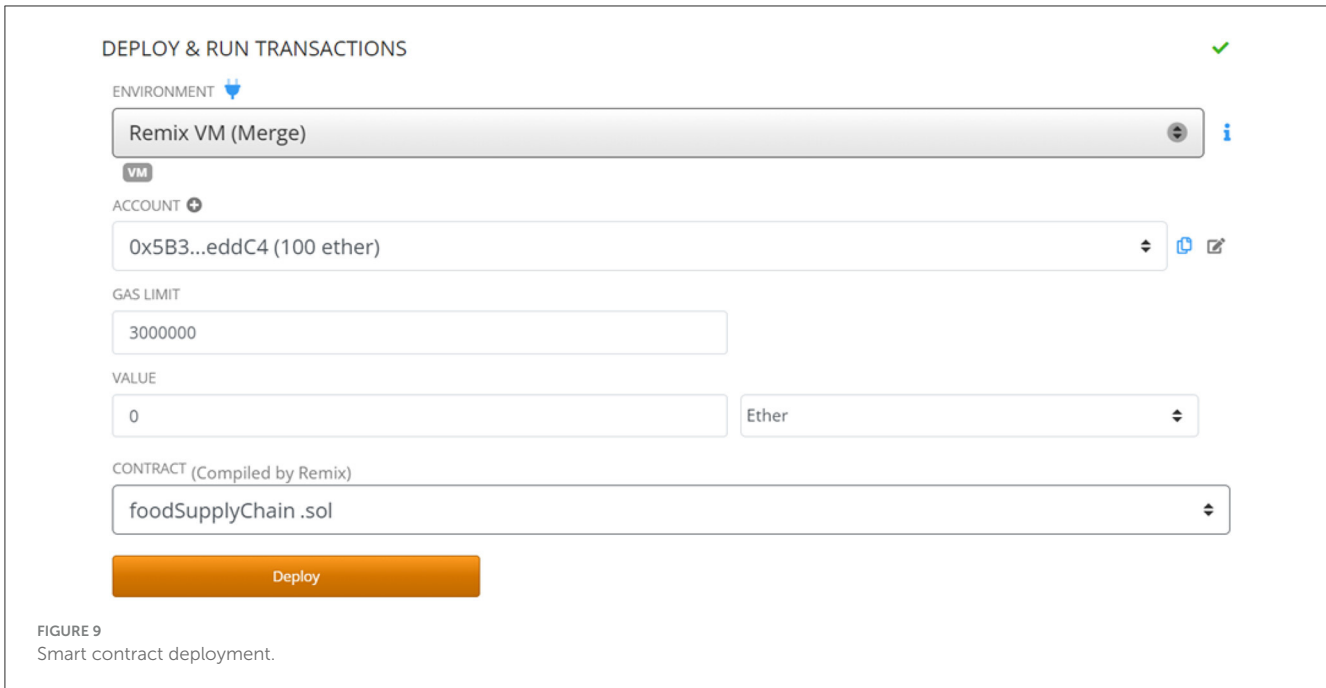 DEPLOY & RUN TRANSACTIONS
ENVIRONMENT
Remix VM (Merge)
VM
ACCOUNT
0x5B3...eddC4 (100 ether)
GAS LIMIT
3000000
VALUE
0 Ether
CONTRACT (Compiled by Remix)
foodSupplyChain .sol
Deploy
FIGURE 9
Smart contract deployment.